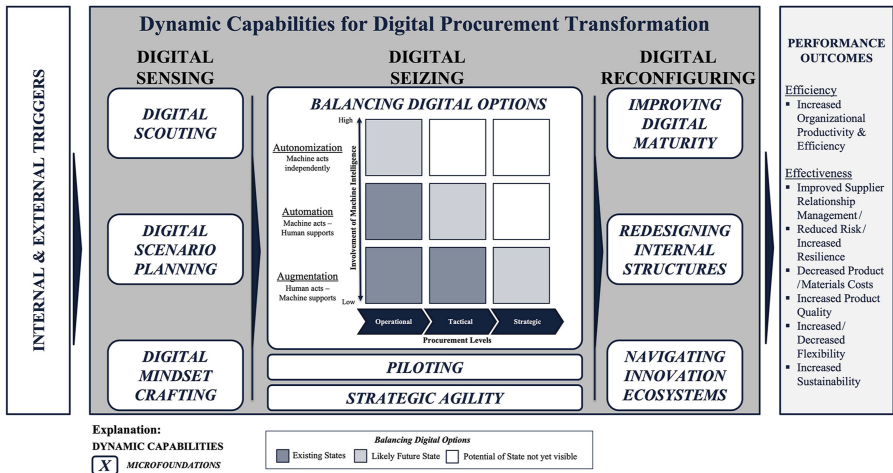 Dynamic Capabilities for Digital Procurement Transformation
INTERNAL & EXTERNAL TRIGGERS
DIGITAL
SENSING
DIGITAL
SCOUTING
DIGITAL
SCENARIO
PLANNING
DIGITAL
MINDSET
CRAFTING
DIGITAL
SEIZING
BALANCING DIGITAL OPTIONS
High
Involvement of Machine Intelligence
Low
Autonomization
Machine acts
independently
Automation
Machine acts –
Human supports
Augmentation
Human acts –
Machine supports
Operational
Tactical
Strategic
Procurement Levels
PILOTING
STRATEGIC AGILITY
DIGITAL
RECONFIGURING
IMPROVING
DIGITAL
MATURITY
REDESIGNING
INTERNAL
STRUCTURES
NAVIGATING
INNOVATION
ECOSYSTEMS
PERFORMANCE
OUTCOMES
Efficiency
▪ Increased
Organizational
Productivity &
Efficiency
Effectiveness
▪ Improved Supplier
Relationship
Management/
▪ Reduced Risk/
Increased
Resilience
▪ Decreased Product
/Materials Costs
▪ Increased Product
Quality
▪ Increased/
Decreased
Flexibility
▪ Increased
Sustainability
Explanation:
DYNAMIC CAPABILITIES
X MICROFOUNDATIONS
Balancing Digital Options
Existing States
Likely Future State
Potential of State not yet visible